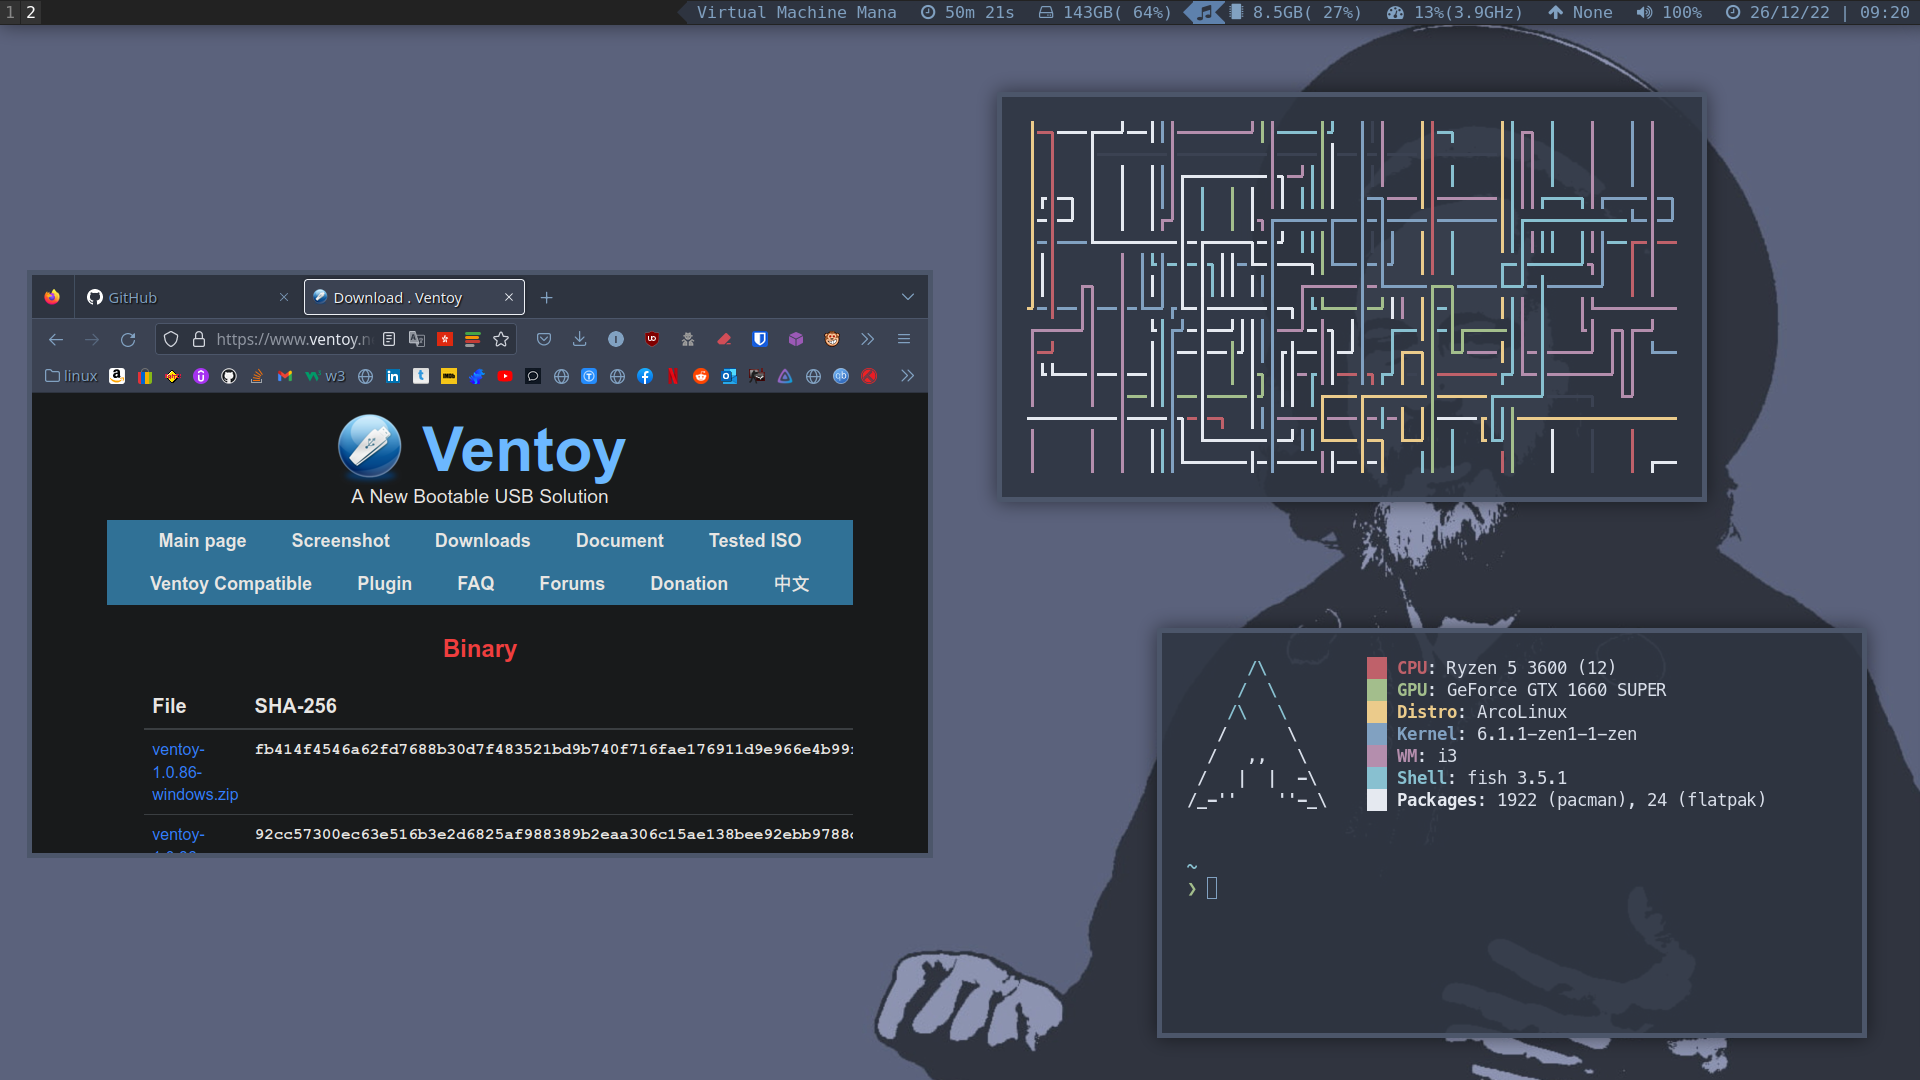 1 2
Virtual Machine Mana 50m 21s 143GB( 64%) 8.5GB( 27%) 13%(3.9GHz) None 100% 26/12/22 | 09:20
GitHub
Download . Ventoy
https://www.ventoy.n
linux
w3
Ventoy
A New Bootable USB Solution
Main page Screenshot Downloads Document Tested ISO
Ventoy Compatible Plugin FAQ Forums Donation 中文
Binary
File SHA-256
ventoy-
1.0.86-
windows.zip
fb414f4546a62fd7688b30d7f483521bd9b740f716fae176911d9e966e4b99
ventoy-
92cc57300ec63e516b3e2d6825af988389b2eaa306c15ae138bee92ebb9788
/\
/  \
/\   \
/      \
/   ,,   \
/   |  |  -\
/_-''    ''-_\
CPU: Ryzen 5 3600 (12)
GPU: GeForce GTX 1660 SUPER
Distro: ArcoLinux
Kernel: 6.1.1-zen1-1-zen
WM: i3
Shell: fish 3.5.1
Packages: 1922 (pacman), 24 (flatpak)
~
❯